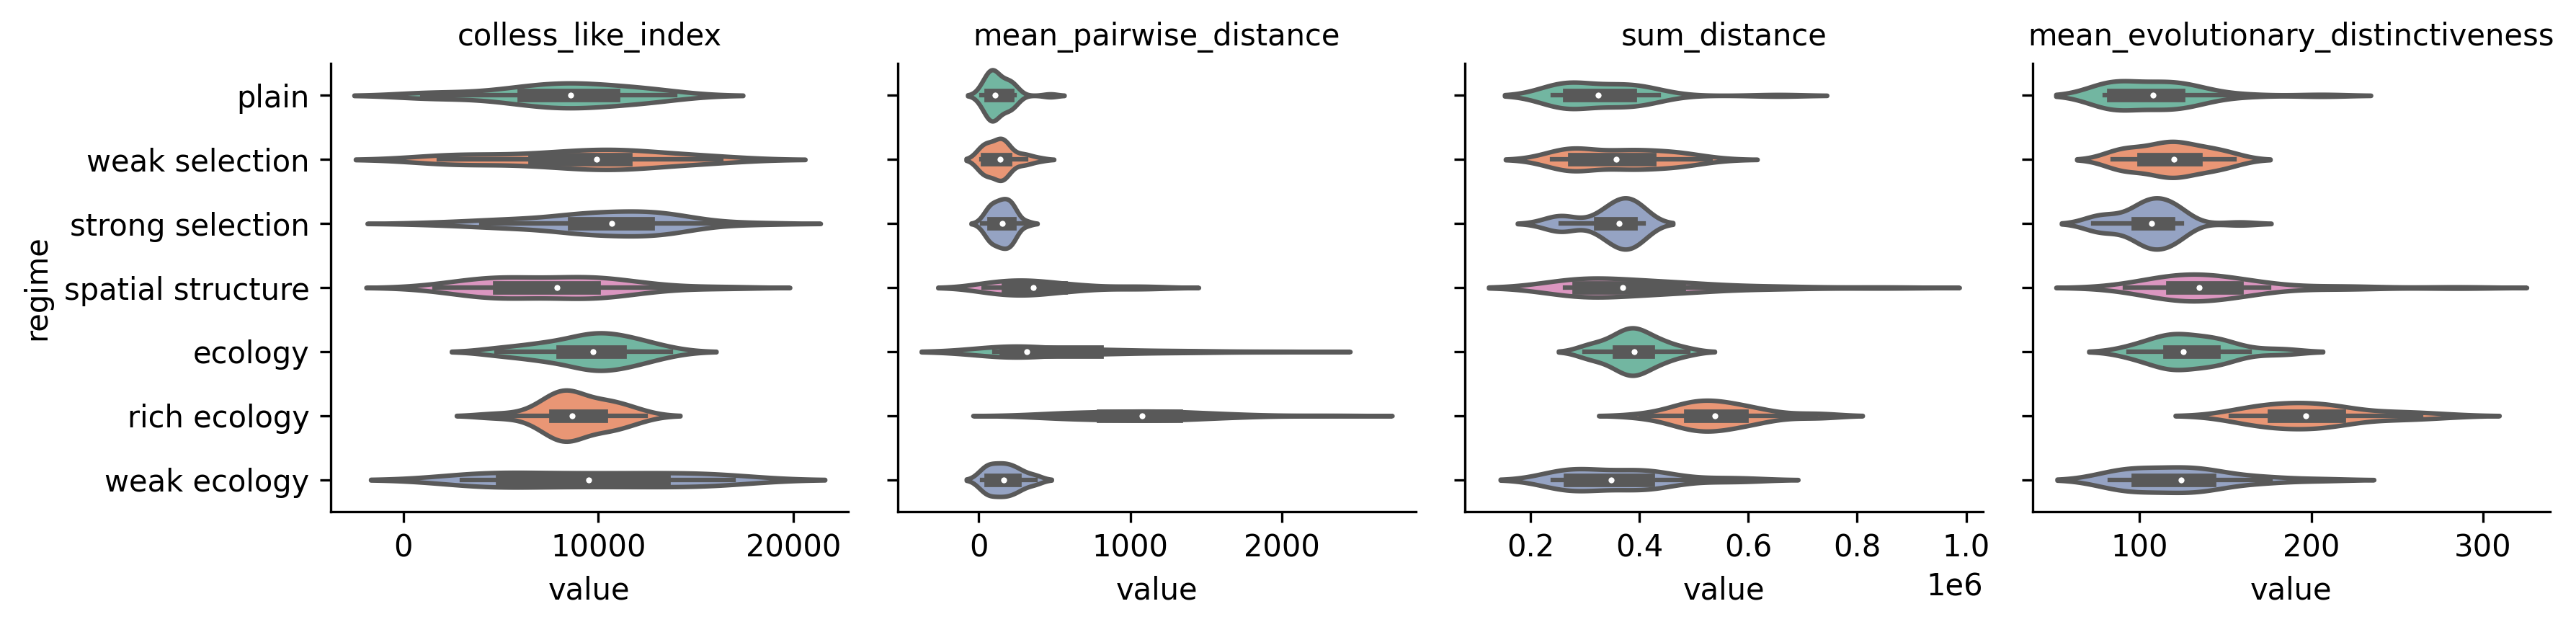 colless_like_index
mean_pairwise_distance
sum_distance
mean_evolutionary_distinctiveness
regime
plain
weak selection
strong selection
spatial structure
ecology
rich ecology
weak ecology
0 10000 20000
0 1000 2000
0.2 0.4 0.6 0.8 1.0
100 200 300
1e6
value
value
value
value